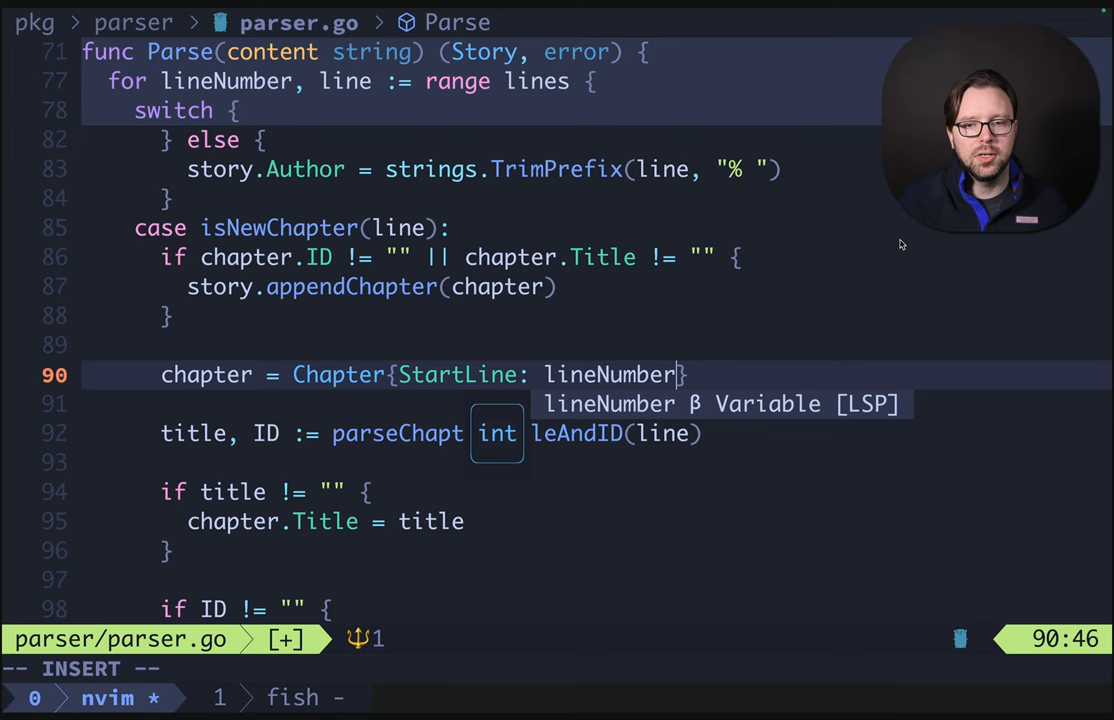 pkg > parser > parser.go > Parse
71 func Parse(content string) (Story, error) {
77 for lineNumber, line := range lines {
78 switch {
82 } else {
83 story.Author = strings.TrimPrefix(line, "% ")
84 }
85 case isNewChapter(line):
86 if chapter.ID != "" || chapter.Title != "" {
87 story.appendChapter(chapter)
88 }
89
90 chapter = Chapter{StartLine: lineNumber}
91 lineNumber β Variable [LSP]
92 title, ID := parseChapt int leAndID(line)
93
94 if title != "" {
95 chapter.Title = title
96 }
97
98 if ID != "" {
parser/parser.go [+] 1 90:46
-- INSERT --
0 nvim * 1 fish -